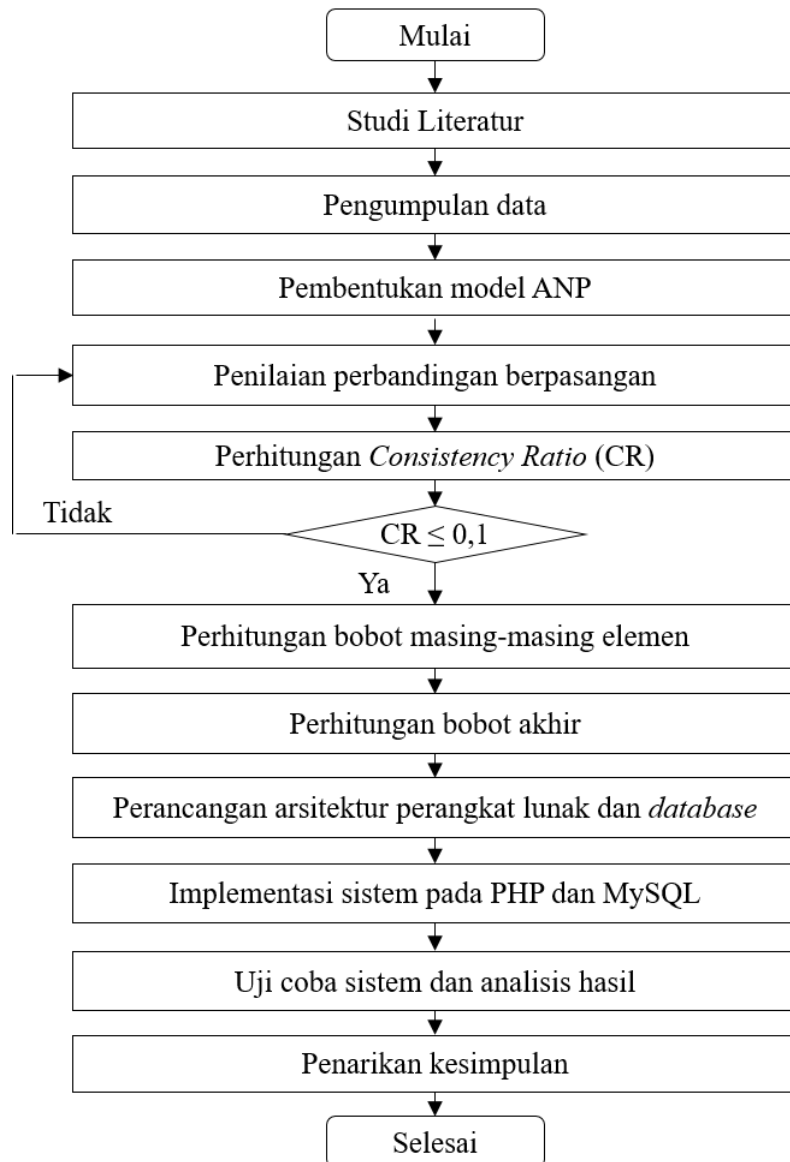 Mulai
Studi Literatur
Pengumpulan data
Pembentukan model ANP
Penilaian perbandingan berpasangan
Perhitungan Consistency Ratio (CR)
Tidak
CR ≤ 0,1
Ya
Perhitungan bobot masing-masing elemen
Perhitungan bobot akhir
Perancangan arsitektur perangkat lunak dan database
Implementasi sistem pada PHP dan MySQL
Uji coba sistem dan analisis hasil
Penarikan kesimpulan
Selesai